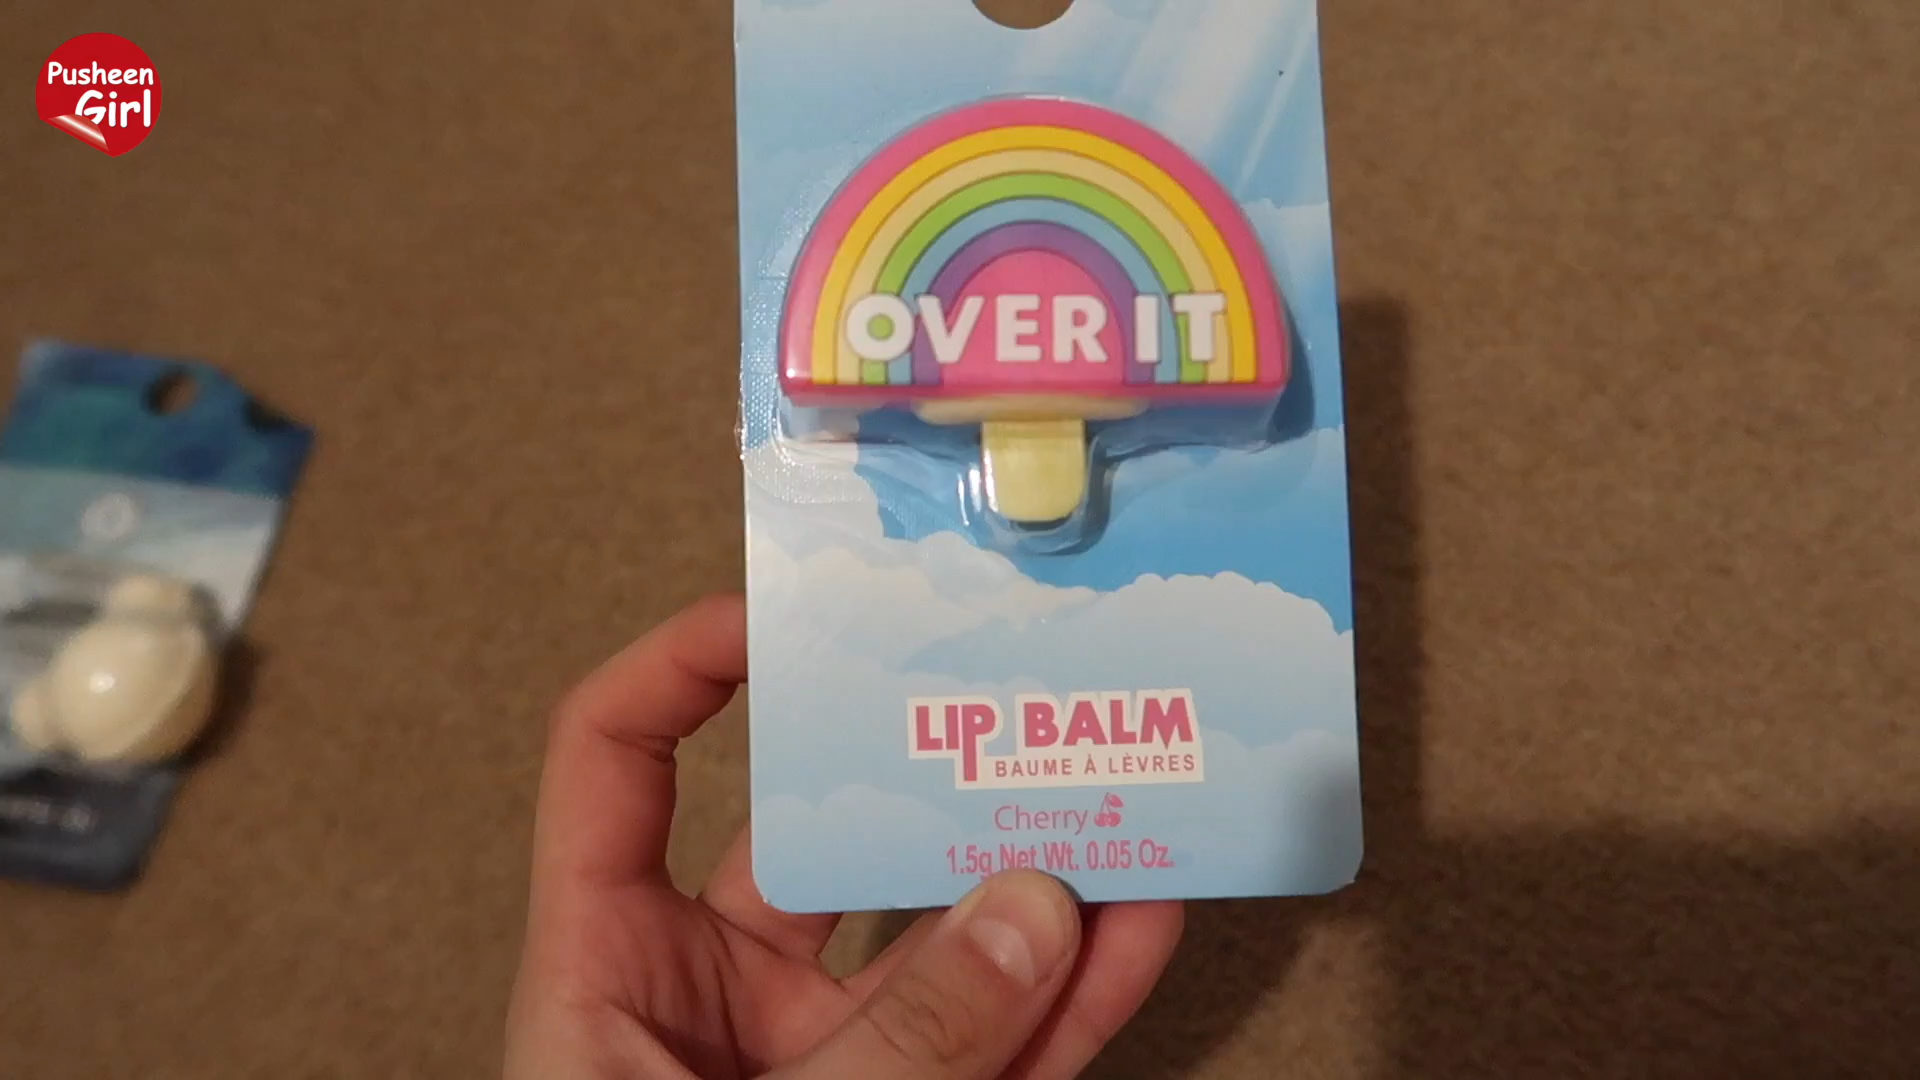 Pusheen
Girl
OVER IT
LIP BALM
BAUME À LÈVRES
Cherry
1.5g Net Wt. 0.05 Oz.